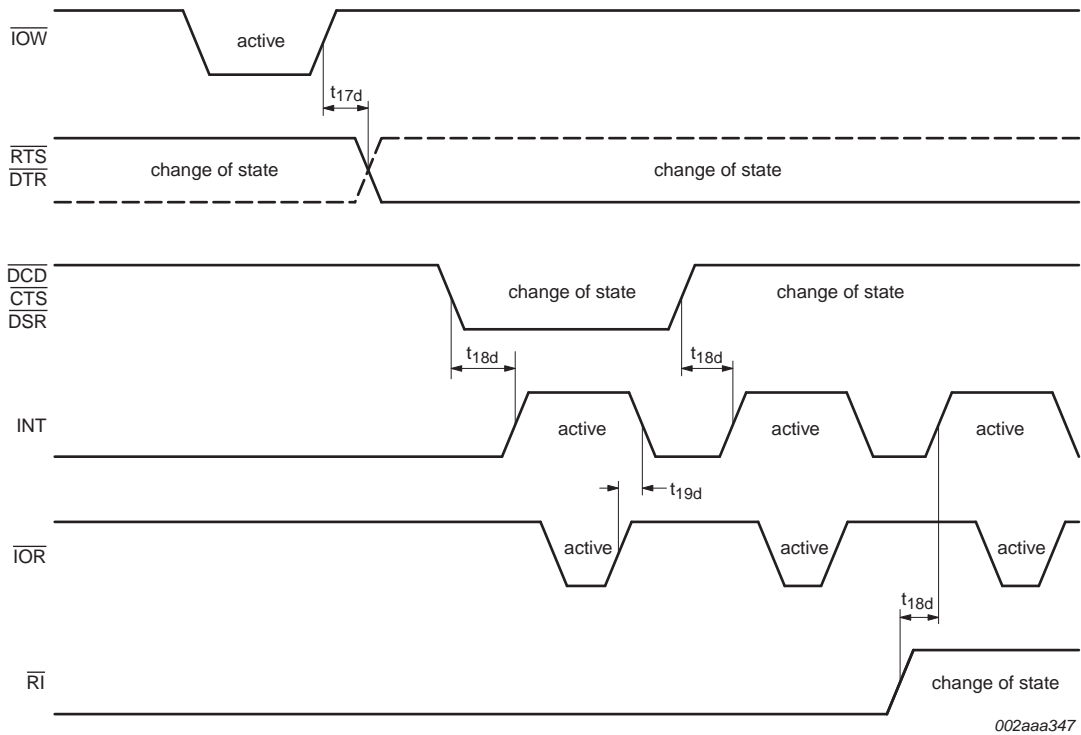 IOW
active
t17d
RTS
DTR
change of state
change of state
DCD
CTS
DSR
change of state
change of state
t18d
t18d
INT
active
active
active
t19d
IOR
active
active
active
t18d
RI
change of state
002aaa347